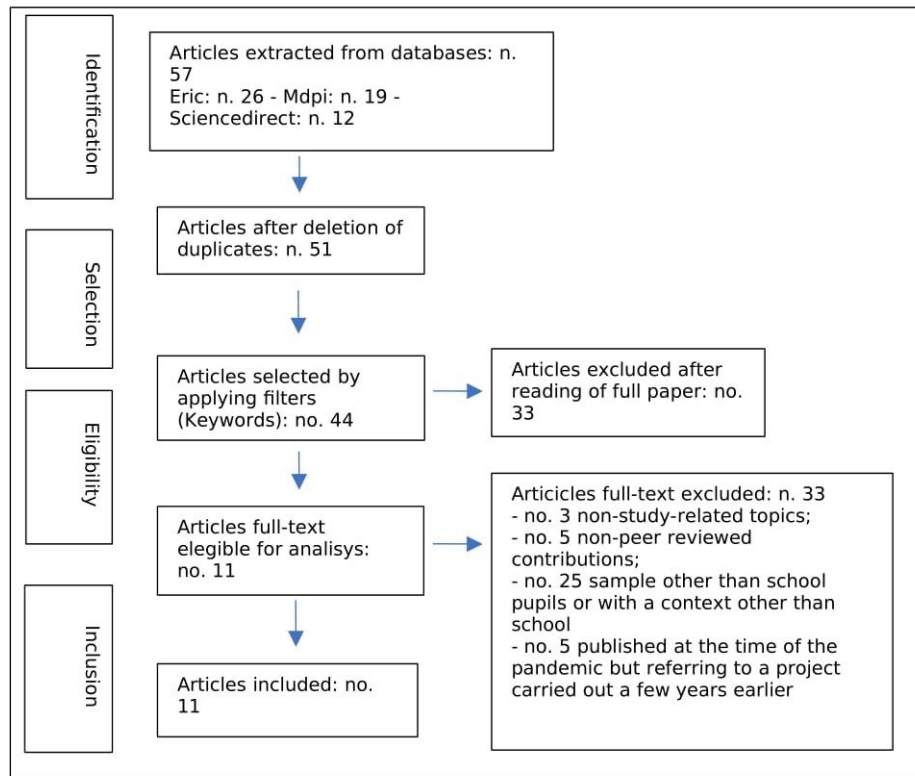 Identification
Articles extracted from databases: n.
57
Eric: n. 26 - Mdpi: n. 19 -
Sciencedirect: n. 12
Articles after deletion of
duplicates: n. 51
Selection
Articles selected by
applying filters
(Keywords): no. 44
Articles excluded after
reading of full paper: no.
33
Eligibility
Articles full-text
elegible for analisys:
no. 11
Articicles full-text excluded: n. 33
- no. 3 non-study-related topics;
- no. 5 non-peer reviewed
contributions;
- no. 25 sample other than school
pupils or with a context other than
school
- no. 5 published at the time of the
pandemic but referring to a project
carried out a few years earlier
Inclusion
Articles included: no.
11